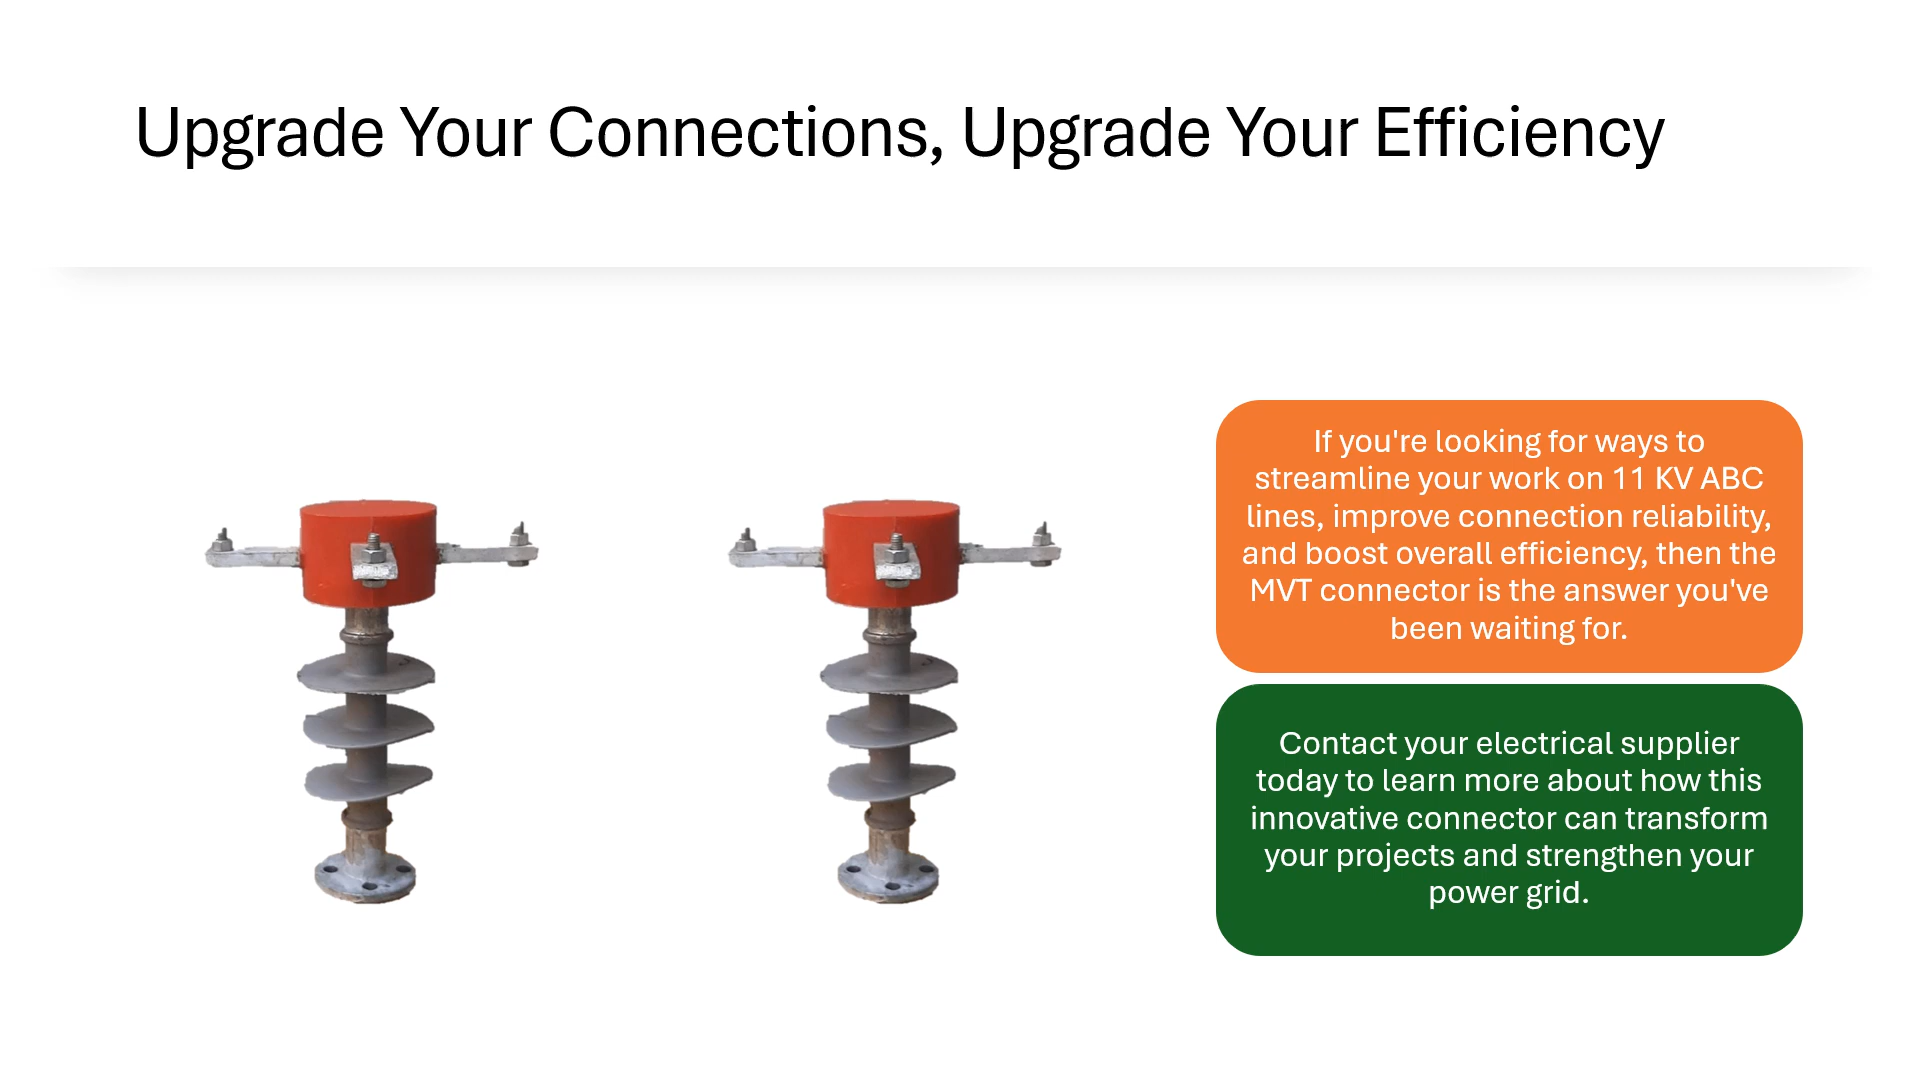 Upgrade Your Connections, Upgrade Your Efficiency
If you're looking for ways to
streamline your work on 11 KV ABC
lines, improve connection reliability,
and boost overall efficiency, then the
MVT connector is the answer you've
been waiting for.
Contact your electrical supplier
today to learn more about how this
innovative connector can transform
your projects and strengthen your
power grid.